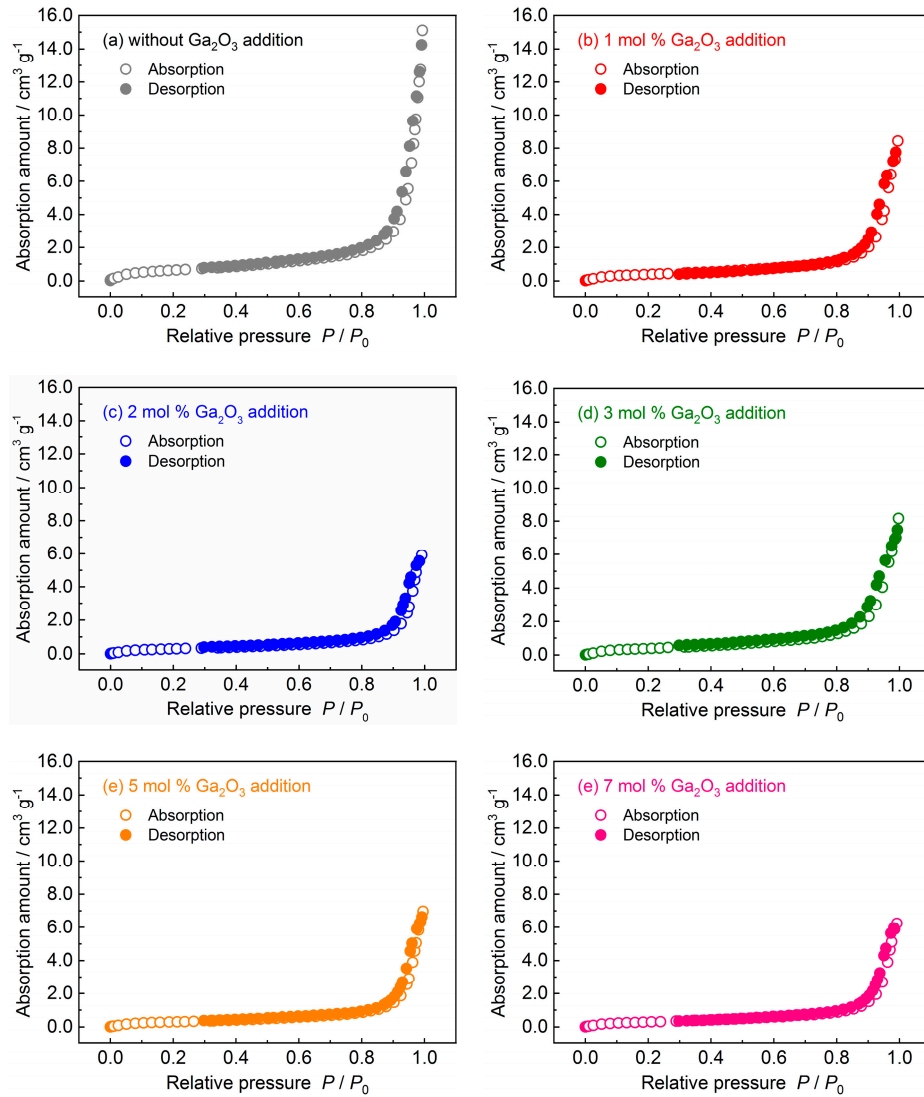 16.0
14.0
12.0
10.0
8.0
6.0
4.0
2.0
0.0
Absorption amount / cm³ g⁻¹
(a) without Ga₂O₃ addition
Absorption
Desorption
0.0 0.2 0.4 0.6 0.8 1.0
Relative pressure P / P₀
16.0
14.0
12.0
10.0
8.0
6.0
4.0
2.0
0.0
Absorption amount / cm³ g⁻¹
(b) 1 mol % Ga₂O₃ addition
Absorption
Desorption
0.0 0.2 0.4 0.6 0.8 1.0
Relative pressure P / P₀
16.0
14.0
12.0
10.0
8.0
6.0
4.0
2.0
0.0
Absorption amount / cm³ g⁻¹
(c) 2 mol % Ga₂O₃ addition
Absorption
Desorption
0.0 0.2 0.4 0.6 0.8 1.0
Relative pressure P / P₀
16.0
14.0
12.0
10.0
8.0
6.0
4.0
2.0
0.0
Absorption amount / cm³ g⁻¹
(d) 3 mol % Ga₂O₃ addition
Absorption
Desorption
0.0 0.2 0.4 0.6 0.8 1.0
Relative pressure P / P₀
16.0
14.0
12.0
10.0
8.0
6.0
4.0
2.0
0.0
Absorption amount / cm³ g⁻¹
(e) 5 mol % Ga₂O₃ addition
Absorption
Desorption
0.0 0.2 0.4 0.6 0.8 1.0
Relative pressure P / P₀
16.0
14.0
12.0
10.0
8.0
6.0
4.0
2.0
0.0
Absorption amount / cm³ g⁻¹
(e) 7 mol % Ga₂O₃ addition
Absorption
Desorption
0.0 0.2 0.4 0.6 0.8 1.0
Relative pressure P / P₀